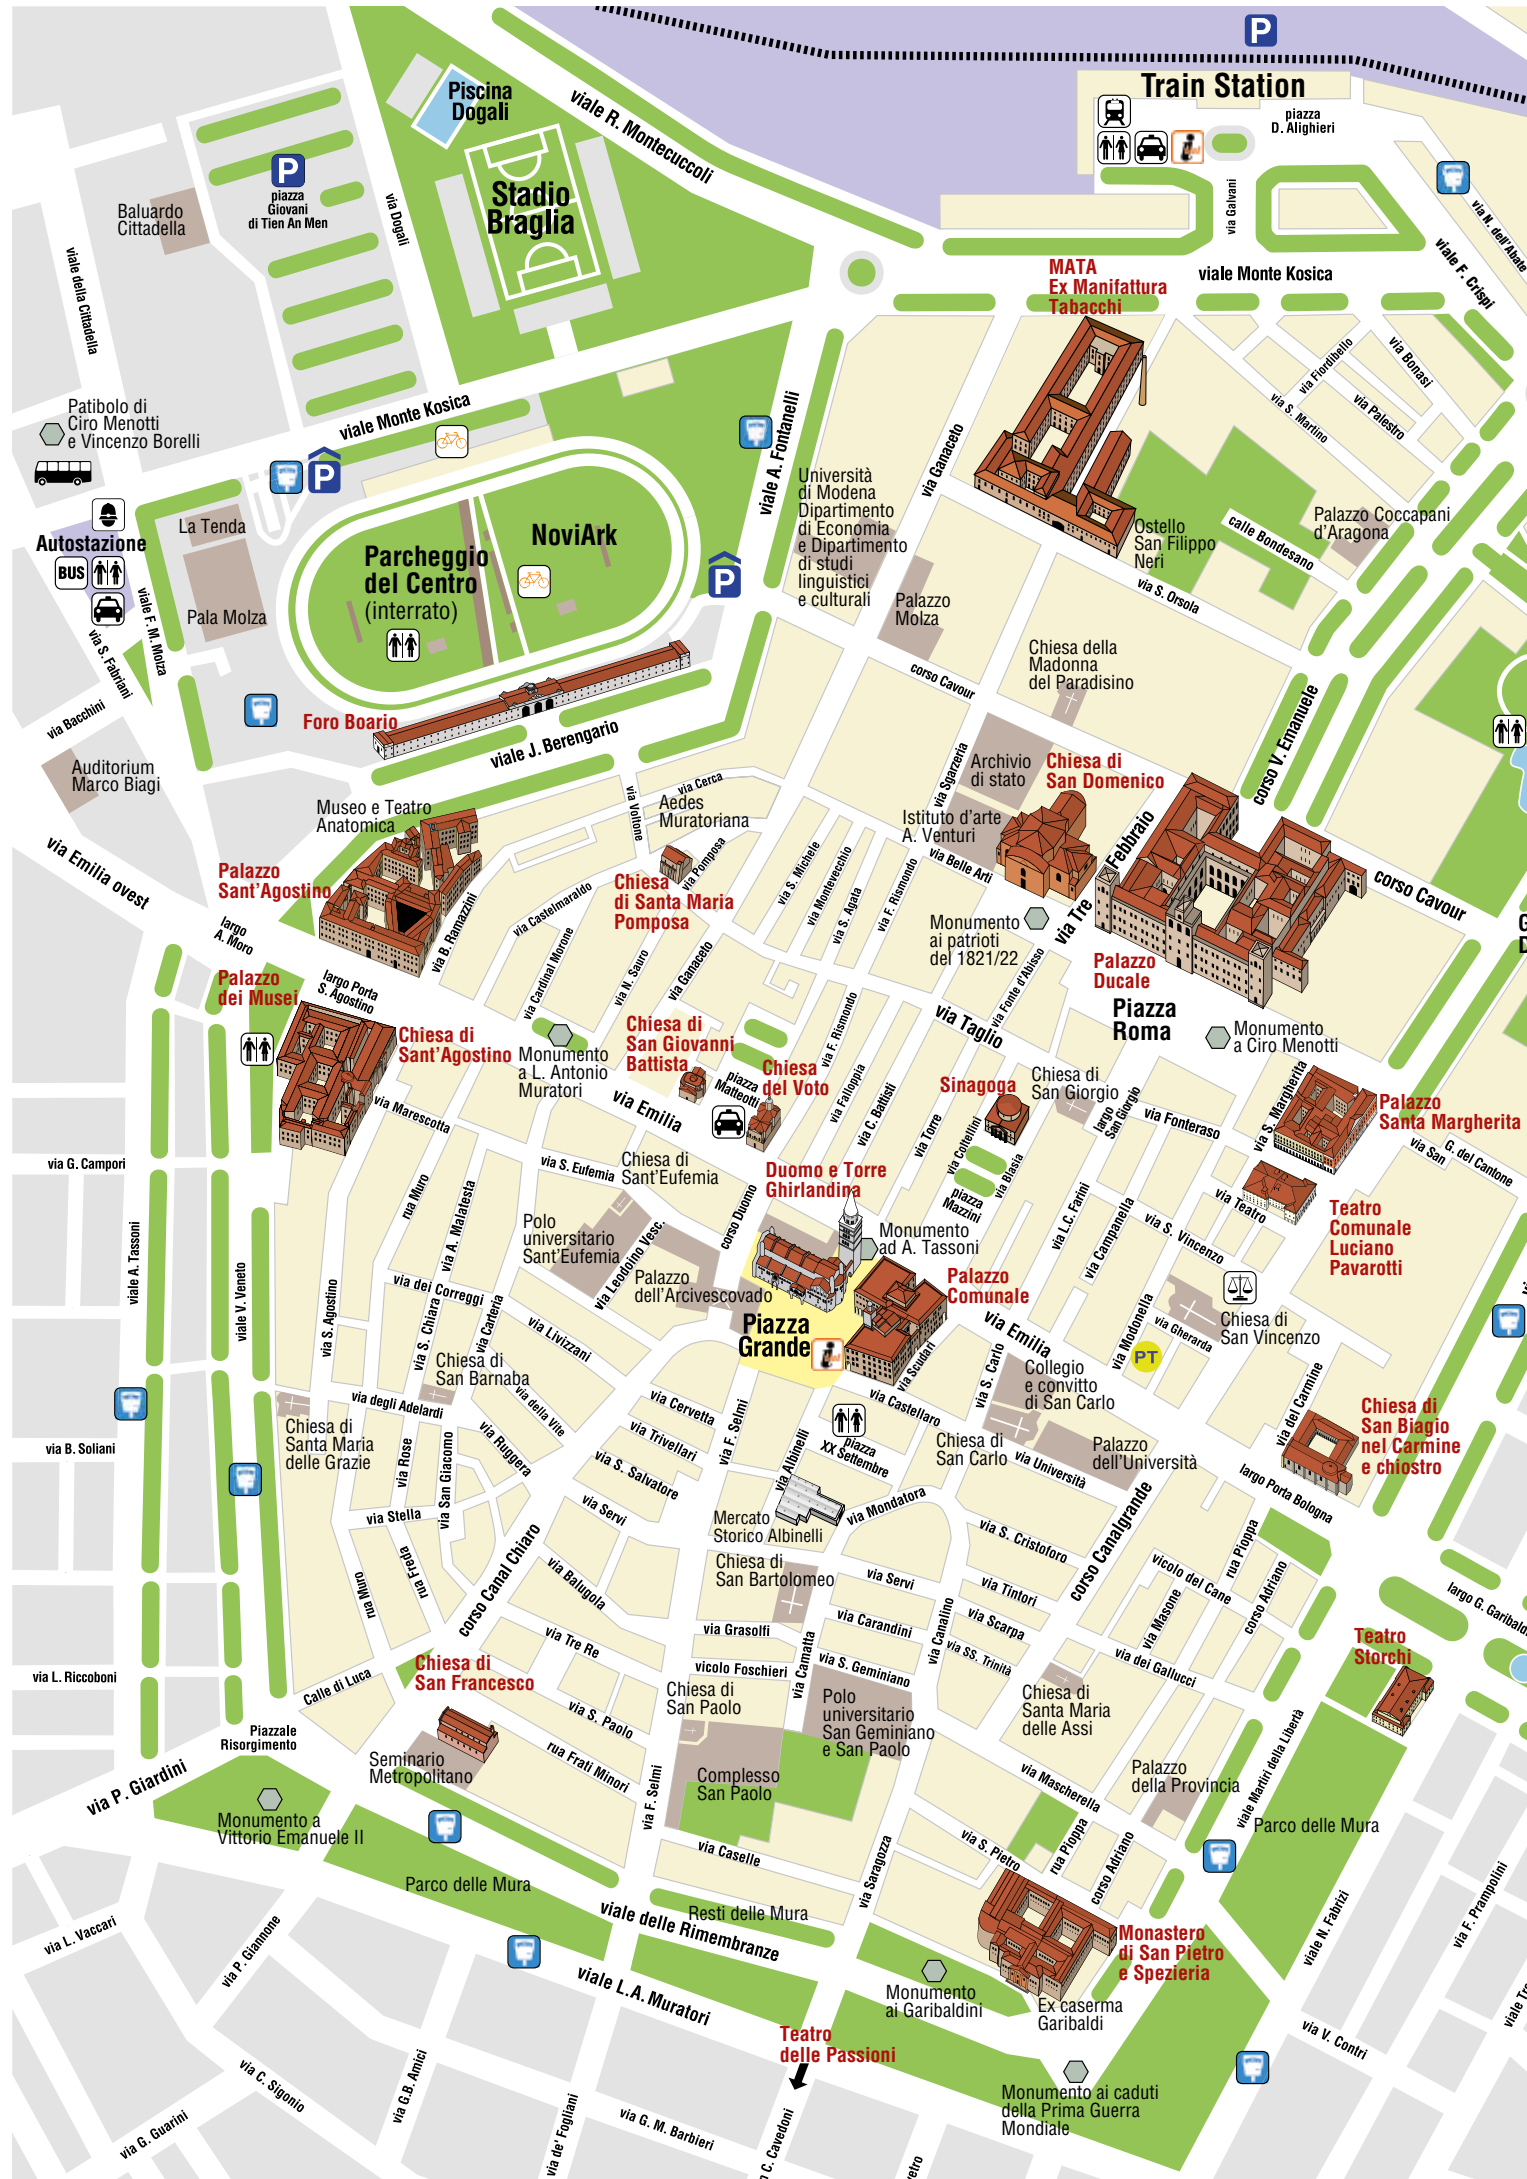 Train Station
piazza
D. Alighieri
P
Piscina
Dogali
viale R. Montecuccoli
Stadio
Braglia
P
piazza
Giovani
di Tien An Men
via Dogali
Baluardo
Cittadella
viale della Cittadella
via Galvani
via N. dell'Abate
viale F. Crispi
viale Monte Kosica
MATA
Ex Manifattura
Tabacchi
via Bonasi
via Fiordibello
via Palestro
via S. Martino
Patibolo di
Ciro Menotti
e Vincenzo Borelli
viale Monte Kosica
P
viale A. Fontanelli
via Ganaceto
Università
di Modena
Dipartimento
di Economia
e Dipartimento
di studi
linguistici
e culturali
Autostazione
BUS
La Tenda
Pala Molza
viale F. M. Molza
via S. Fabriani
via Bacchini
Parcheggio
del Centro
(interrato)
NoviArk
P
Ostello
San Filippo
Neri
calle Bondesano
Palazzo Coccapani
d'Aragona
via S. Orsola
Palazzo
Molza
Chiesa della
Madonna
del Paradisino
corso Cavour
corso V. Emanuele
Foro Boario
viale J. Berengario
Auditorium
Marco Biagi
Museo e Teatro
Anatomica
via Voltone
via Cerca
Aedes
Muratoriana
via Sgarzeria
Archivio
di stato
Chiesa di
San Domenico
Istituto d'arte
A. Venturi
via Belle Arti
via Tre Febbraio
corso Cavour
via Emilia ovest
Palazzo
Sant'Agostino
largo
A. Moro
via B. Ramazzini
via Castelmaraldo
via Cardinal Morone
Chiesa
di Santa Maria
Pomposa
via Pomposa
via S. Michele
via Montevecchio
via S. Agata
via F. Rismondo
Monumento
ai patrioti
del 1821/22
Palazzo
Ducale
Piazza
Roma
G
D
Palazzo
dei Musei
largo Porta
S. Agostino
via N. Sauro
via Ganaceto
via Fonte d'Abisso
via Taglio
Monumento
a Ciro Menotti
Chiesa di
Sant'Agostino
Monumento
a L. Antonio
Muratori
Chiesa di
San Giovanni
Battista
piazza
Matteotti
Chiesa
del Voto
via F. Rismondo
via Falloppia
via C. Battisti
via Torre
Sinagoga
via Coltellini
via Blasia
piazza
Mazzini
Chiesa di
San Giorgio
largo
San Giorgio
via Fonteraso
via S. Margherita
Palazzo
Santa Margherita
via San
G. del Cantone
via Marescotta
via Emilia
via G. Campori
via S. Eufemia
Chiesa di
Sant'Eufemia
Duomo e Torre
Ghirlandina
corso Duomo
rua Muro
via A. Malatesta
Polo
universitario
Sant'Eufemia
via Leodoino Vesc.
Palazzo
dell'Arcivescovado
Monumento
ad A. Tassoni
Palazzo
Comunale
via L.C. Farini
via Campanella
via S. Vincenzo
via Teatro
Teatro
Comunale
Luciano
Pavarotti
viale A. Tassoni
viale V. Veneto
via S. Agostino
via dei Correggi
via S. Chiara
via Carteria
via Livizzani
Piazza
Grande
via Scudari
via Emilia
via S. Carlo
via Modonella
PT
via Gherarda
Chiesa di
San Vincenzo
Chiesa di
San Barnaba
via degli Adelardi
via della Vite
via Ruggera
via Cervetta
via Trivellari
via S. Salvatore
via F. Selmi
via Albinelli
piazza
XX Settembre
via Castellaro
Collegio
e convitto
di San Carlo
Chiesa di
San Carlo
via Università
Palazzo
dell'Università
via del Carmine
Chiesa di
San Biagio
nel Carmine
e chiostro
largo Porta Bologna
via B. Soliani
Chiesa di
Santa Maria
delle Grazie
via Rose
via San Giacomo
via Stella
via Servi
Mercato
Storico Albinelli
via Mondatora
via S. Cristoforo
corso Canalgrande
rua Muro
rua Freda
corso Canal Chiaro
via Balugola
Chiesa di
San Bartolomeo
via Servi
via Tintori
vicolo del Cane
rua Pioppa
corso Adriano
largo G. Garibaldi
via Tre Re
via Grasolfi
via Carandini
via Canalino
via Scarpa
via Masone
via SS. Trinità
via dei Gallucci
Teatro
Storchi
via L. Riccoboni
Calle di Luca
Chiesa di
San Francesco
vicolo Foschieri
via Camatta
via S. Geminiano
Chiesa di
San Paolo
Polo
universitario
San Geminiano
e San Paolo
Chiesa di
Santa Maria
delle Assi
Piazzale
Risorgimento
via S. Paolo
rua Frati Minori
Seminario
Metropolitano
via P. Giardini
Complesso
San Paolo
via F. Selmi
via Mascherella
Palazzo
della Provincia
viale Martiri della Libertà
Monumento a
Vittorio Emanuele II
Parco delle Mura
via Caselle
via Saragozza
via S. Pietro
rua Pioppa
corso Adriano
Parco delle Mura
Resti delle Mura
viale delle Rimembranze
via L. Vaccari
via P. Giannone
viale N. Fabrizi
via F. Prampolini
Monastero
di San Pietro
e Spezieria
viale L.A. Muratori
Monumento
ai Garibaldini
Ex caserma
Garibaldi
viale Tr
via V. Contri
Teatro
delle Passioni
via C. Sigonio
via G.B. Amici
via G. Guarini
via de' Fogliani
via G. M. Barbieri
C. Cavedoni
Monumento ai caduti
della Prima Guerra
Mondiale